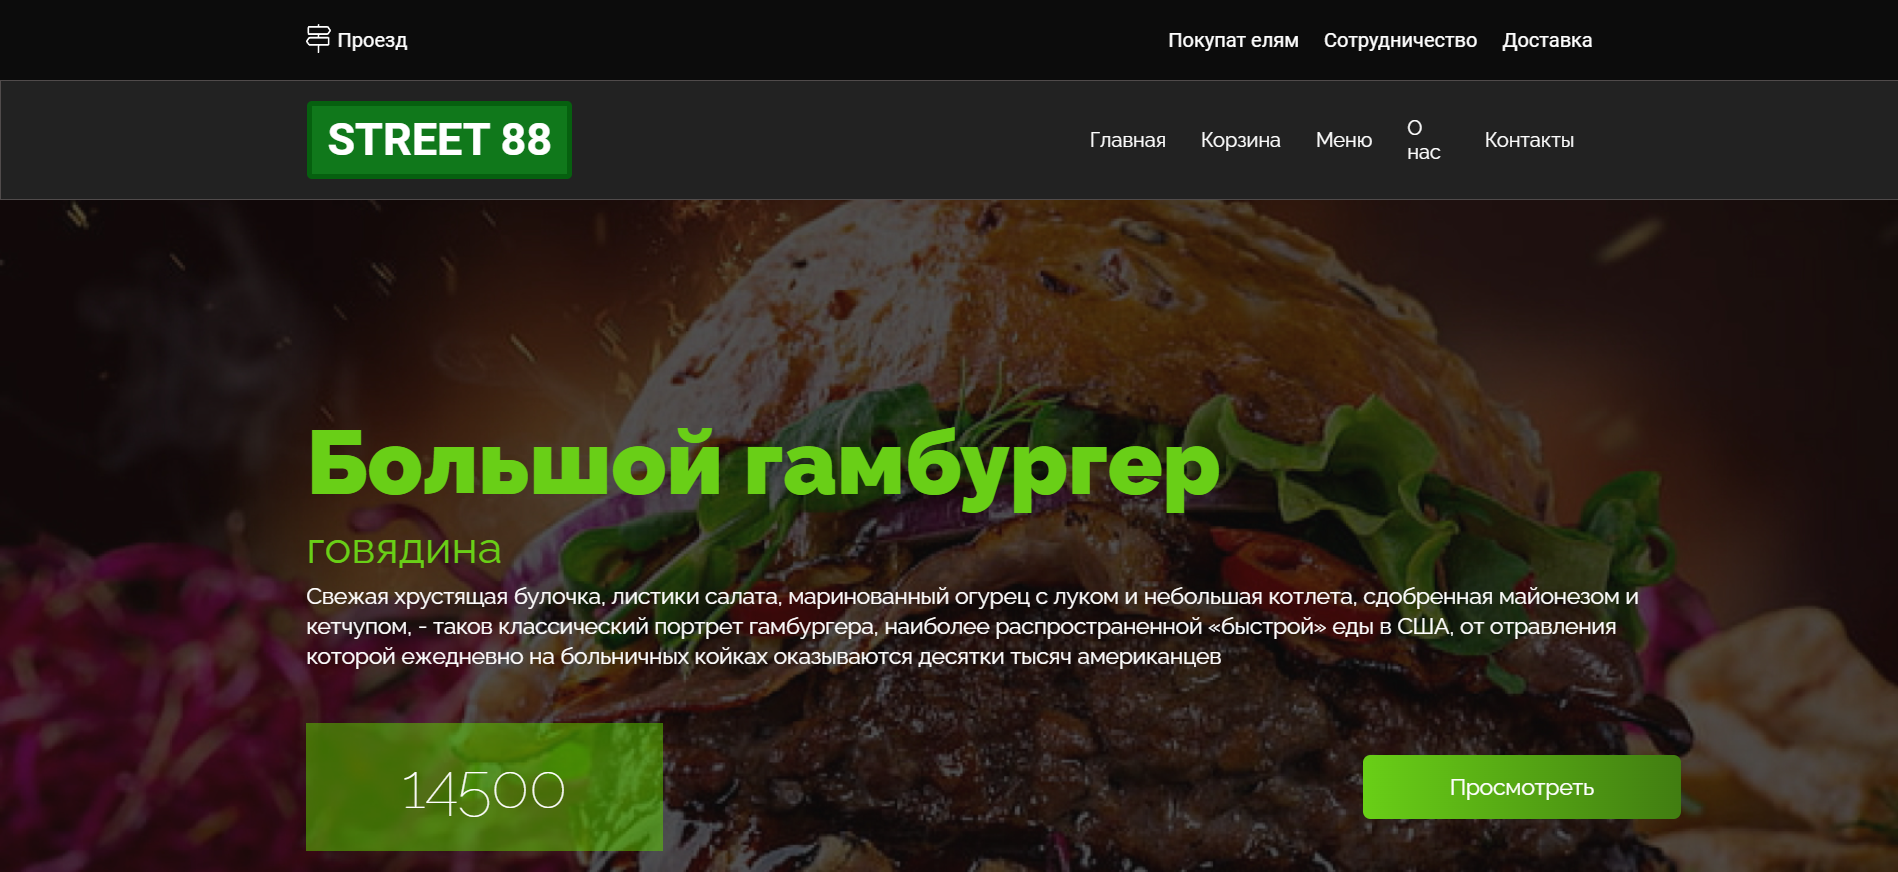 Проезд
Покупат елям Сотрудничество Доставка
STREET 88
Главная Корзина Меню О нас Контакты
Большой гамбургер
говядина
Свежая хрустящая булочка, листики салата, маринованный огурец с луком и небольшая котлета, сдобренная майонезом и
кетчупом, - таков классический портрет гамбургера, наиболее распространенной «быстрой» еды в США, от отравления
которой ежедневно на больничных койках оказываются десятки тысяч американцев
14500
Просмотреть